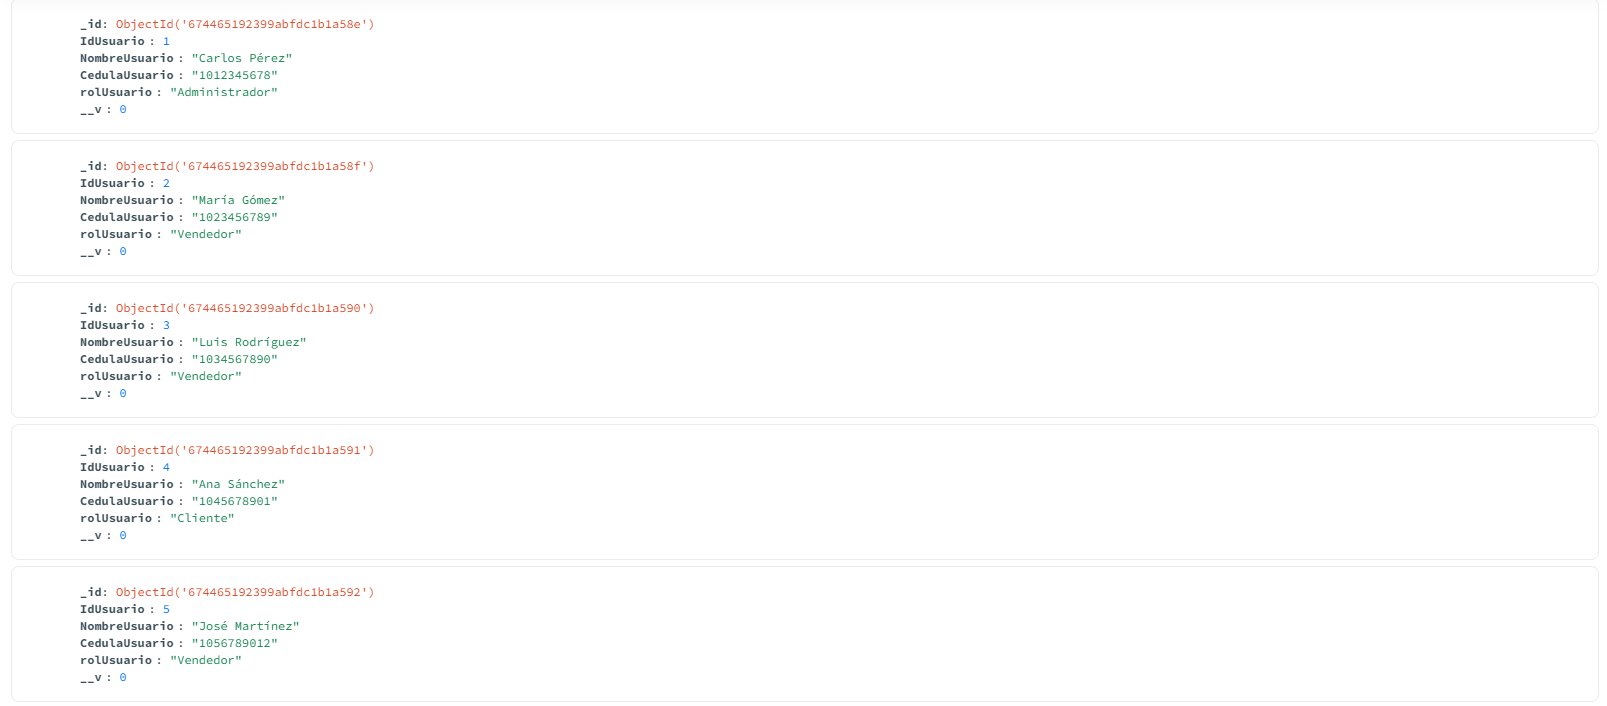 _id: ObjectId('674465192399abfdc1b1a58e')
IdUsuario : 1
NombreUsuario : "Carlos Pérez"
CedulaUsuario : "1012345678"
rolUsuario : "Administrador"
__v : 0
_id: ObjectId('674465192399abfdc1b1a58f')
IdUsuario : 2
NombreUsuario : "María Gómez"
CedulaUsuario : "1023456789"
rolUsuario : "Vendedor"
__v : 0
_id: ObjectId('674465192399abfdc1b1a590')
IdUsuario : 3
NombreUsuario : "Luis Rodríguez"
CedulaUsuario : "1034567890"
rolUsuario : "Vendedor"
__v : 0
_id: ObjectId('674465192399abfdc1b1a591')
IdUsuario : 4
NombreUsuario : "Ana Sánchez"
CedulaUsuario : "1045678901"
rolUsuario : "Cliente"
__v : 0
_id: ObjectId('674465192399abfdc1b1a592')
IdUsuario : 5
NombreUsuario : "José Martínez"
CedulaUsuario : "1056789012"
rolUsuario : "Vendedor"
__v : 0